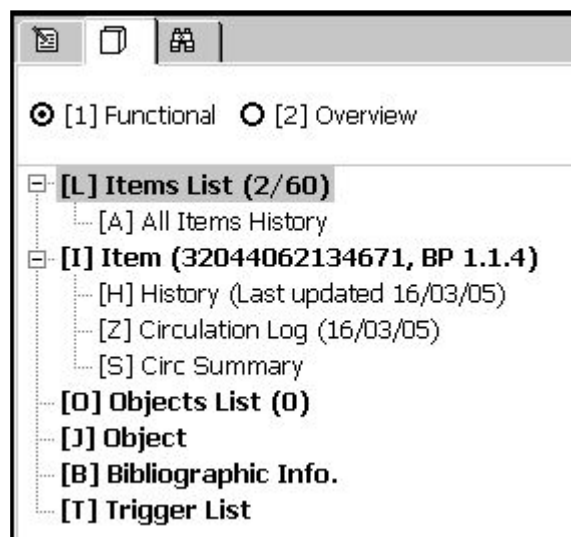 [1] Functional [2] Overview
[L] Items List (2/60)
[A] All Items History
[I] Item (32044062134671, BP 1.1.4)
[H] History (Last updated 16/03/05)
[Z] Circulation Log (16/03/05)
[S] Circ Summary
[O] Objects List (0)
[J] Object
[B] Bibliographic Info.
[T] Trigger List